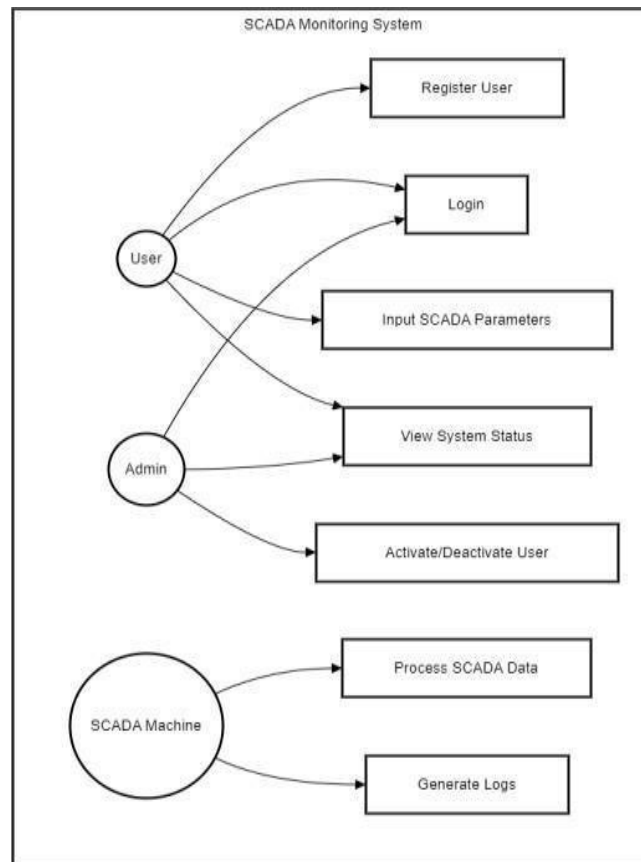 SCADA Monitoring System
Register User
Login
User
Input SCADA Parameters
View System Status
Admin
Activate/Deactivate User
Process SCADA Data
SCADA Machine
Generate Logs